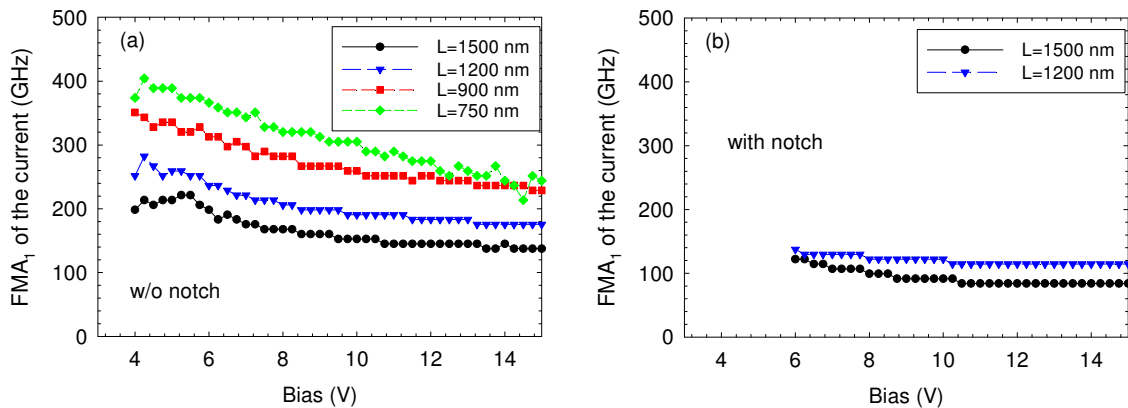 (a)
L=1500 nm
L=1200 nm
L=900 nm
L=750 nm
w/o notch
FMA1 of the current (GHz)
500
400
300
200
100
0
4 6 8 10 12 14
Bias (V)
(b)
L=1500 nm
L=1200 nm
with notch
FMA1 of the current (GHz)
500
400
300
200
100
0
4 6 8 10 12 14
Bias (V)